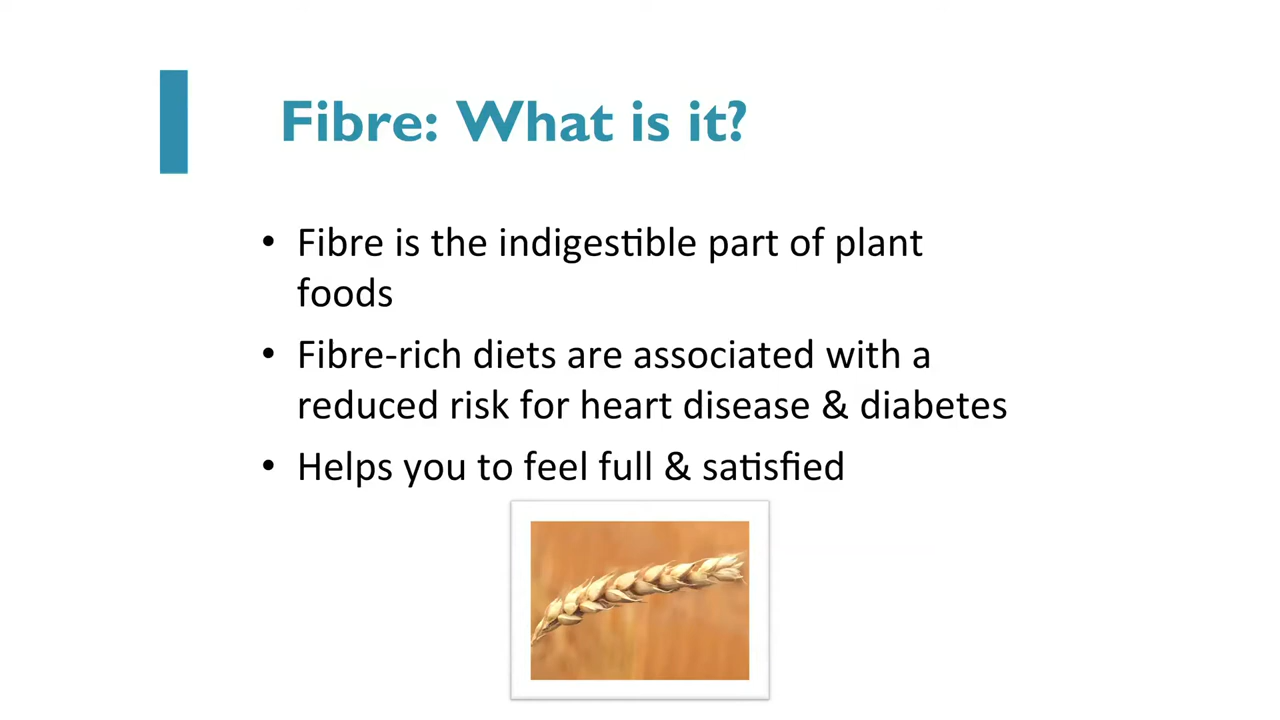 Fibre: What is it?
• Fibre is the indigestible part of plant
foods
• Fibre-rich diets are associated with a
reduced risk for heart disease & diabetes
• Helps you to feel full & satisfied